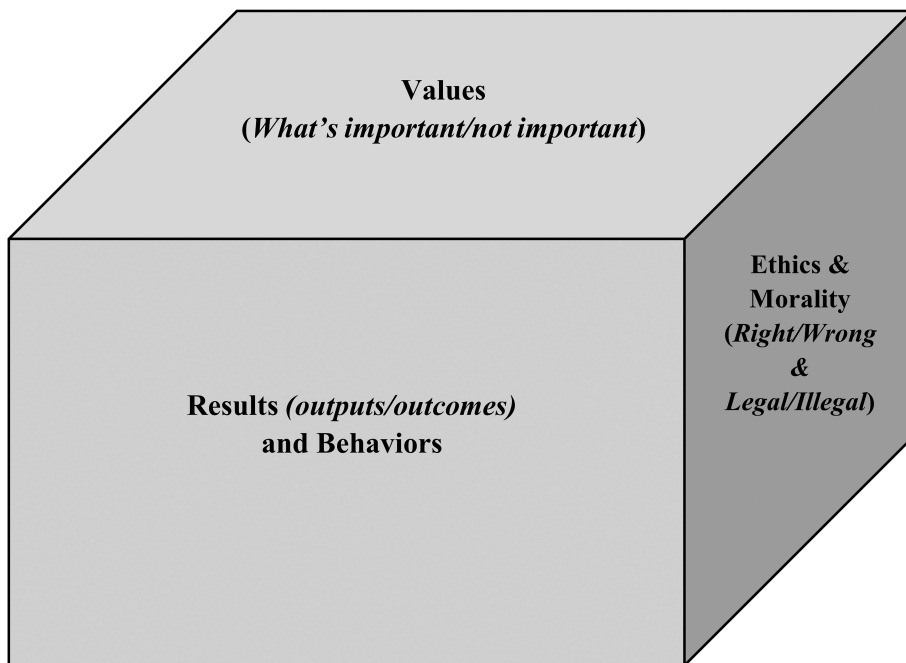 Values
(What’s important/not important)
Ethics &
Morality
(Right/Wrong
&
Legal/Illegal)
Results (outputs/outcomes)
and Behaviors